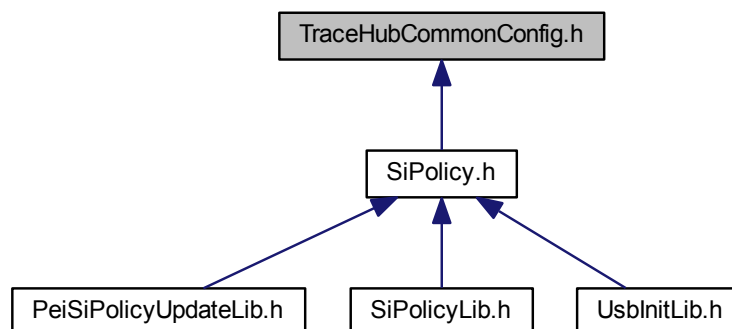 TraceHubCommonConfig.h
SiPolicy.h
PeiSiPolicyUpdateLib.h
SiPolicyLib.h
UsbInitLib.h